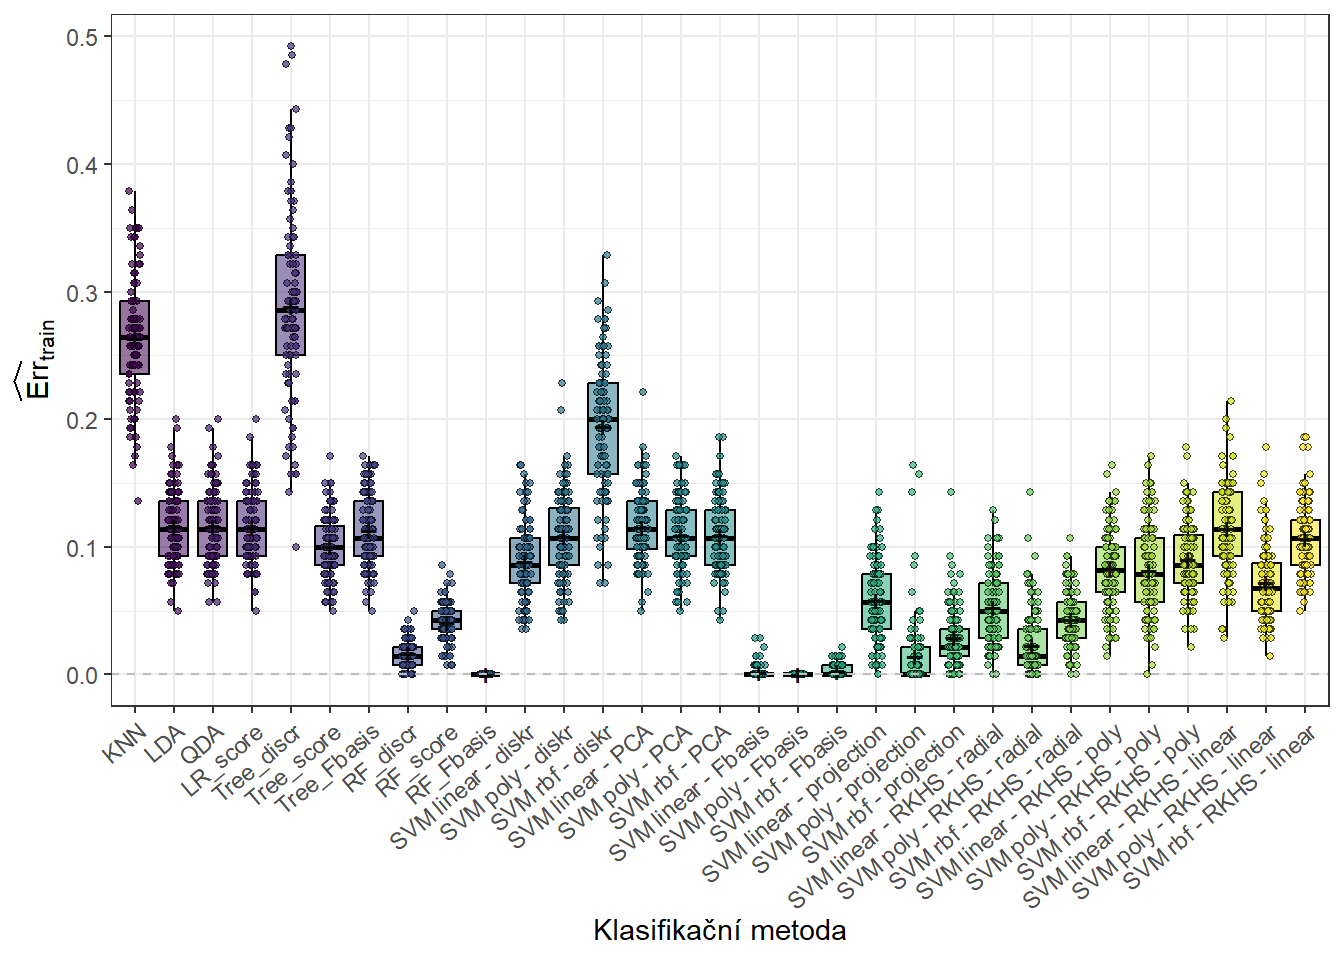 0.5
0.4
0.3
0.2
0.1
0.0
Êrr_train
KNN
LDA
QDA
LR_score
Tree_discr
Tree_score
Tree_Fbasis
RF_discr
RF_score
RF_Fbasis
SVM linear - diskr
SVM poly - diskr
SVM rbf - diskr
SVM linear - PCA
SVM poly - PCA
SVM rbf - PCA
SVM linear - Fbasis
SVM poly - Fbasis
SVM rbf - Fbasis
SVM linear - projection
SVM poly - projection
SVM rbf - projection
SVM linear - RKHS - radial
SVM poly - RKHS - radial
SVM rbf - RKHS - radial
SVM linear - RKHS - poly
SVM poly - RKHS - poly
SVM rbf - RKHS - poly
SVM linear - RKHS - linear
SVM poly - RKHS - linear
SVM rbf - RKHS - linear
Klasifikační metoda